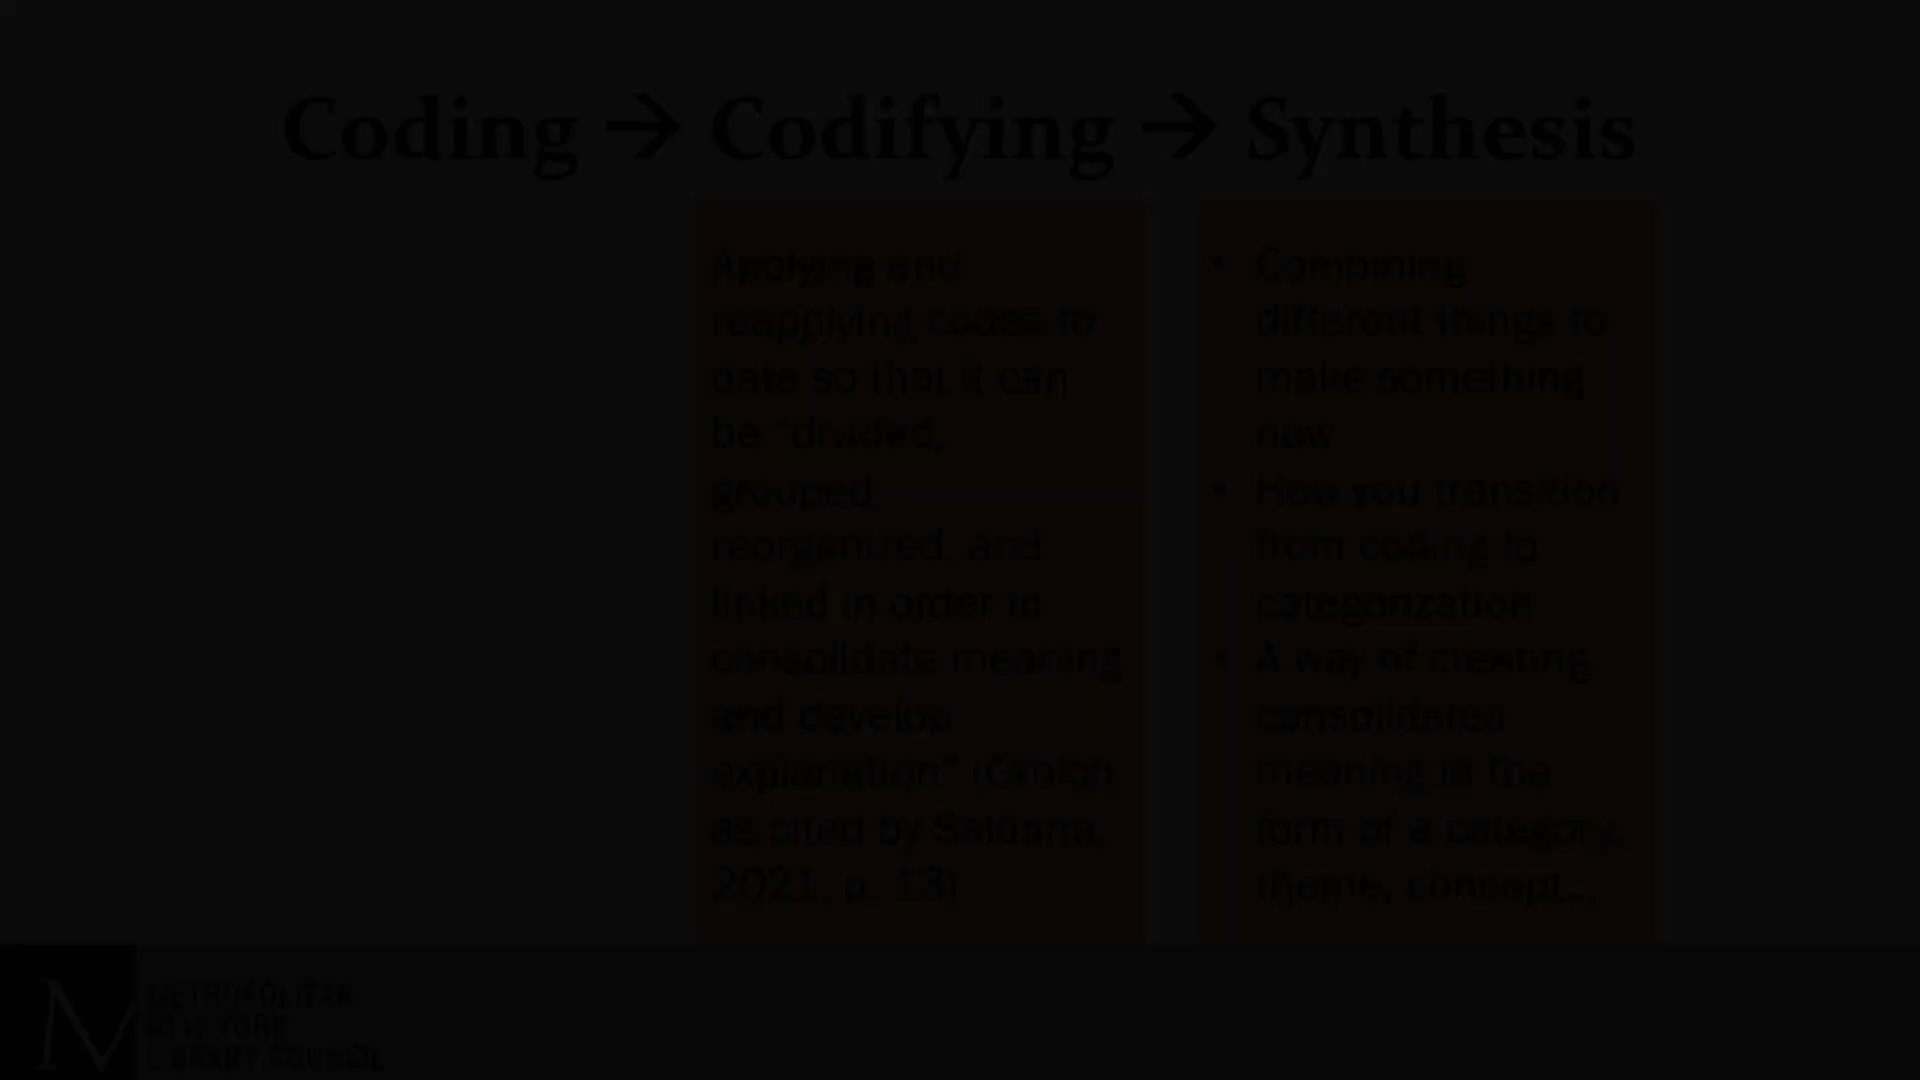 Coding → Codifying → Synthesis
Applying and
reapplying codes to
data so that it can
be "divided,
grouped,
reorganized, and
linked in order to
consolidate meaning
and develop
explanation" (Grbich
as cited by Saldana,
2021, p. 13)
• Combining
different things to
make something
new
• How you transition
from coding to
categorization
• A way of creating
consolidated
meaning in the
form of a category,
theme, concept...
METROPOLITAN
NEW YORK
LIBRARY COUNCIL